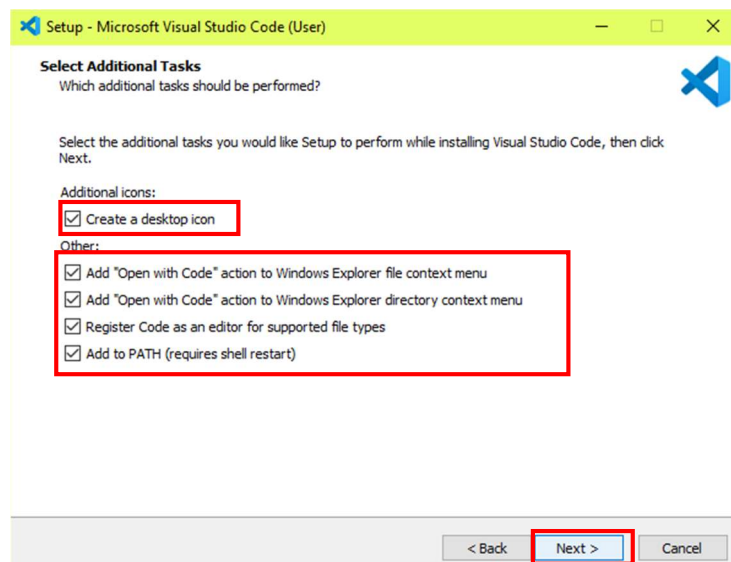 Setup - Microsoft Visual Studio Code (User)
Select Additional Tasks
Which additional tasks should be performed?
Select the additional tasks you would like Setup to perform while installing Visual Studio Code, then click
Next.
Additional icons:
Create a desktop icon
Other:
Add "Open with Code" action to Windows Explorer file context menu
Add "Open with Code" action to Windows Explorer directory context menu
Register Code as an editor for supported file types
Add to PATH (requires shell restart)
< Back Next > Cancel